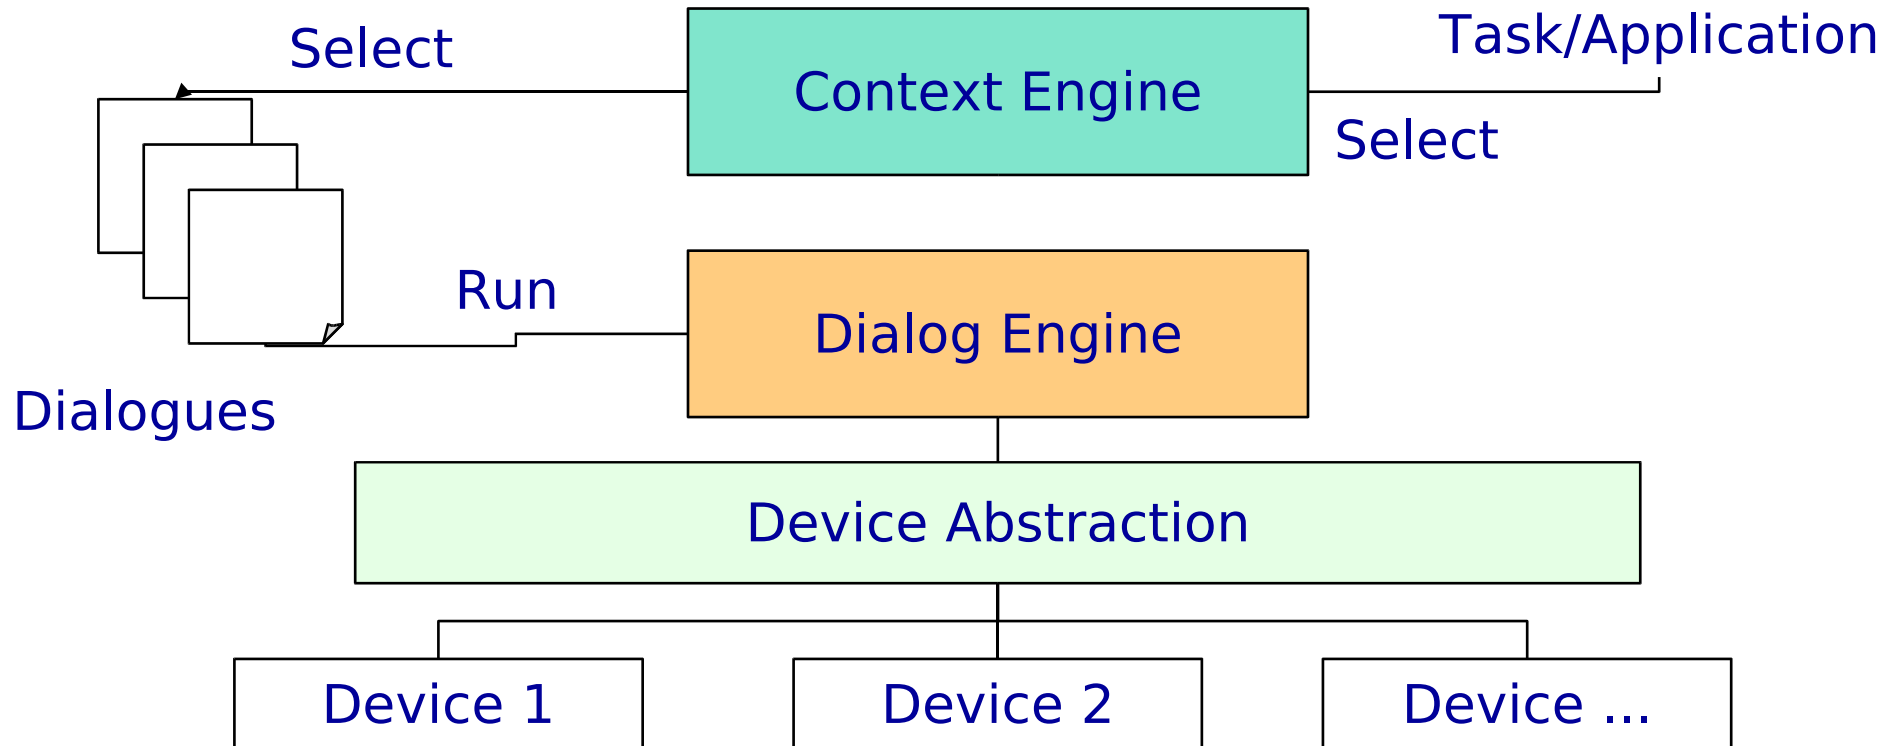 Select
Context Engine
Task/Application
Select
Run
Dialog Engine
Dialogues
Device Abstraction
Device 1
Device 2
Device ...